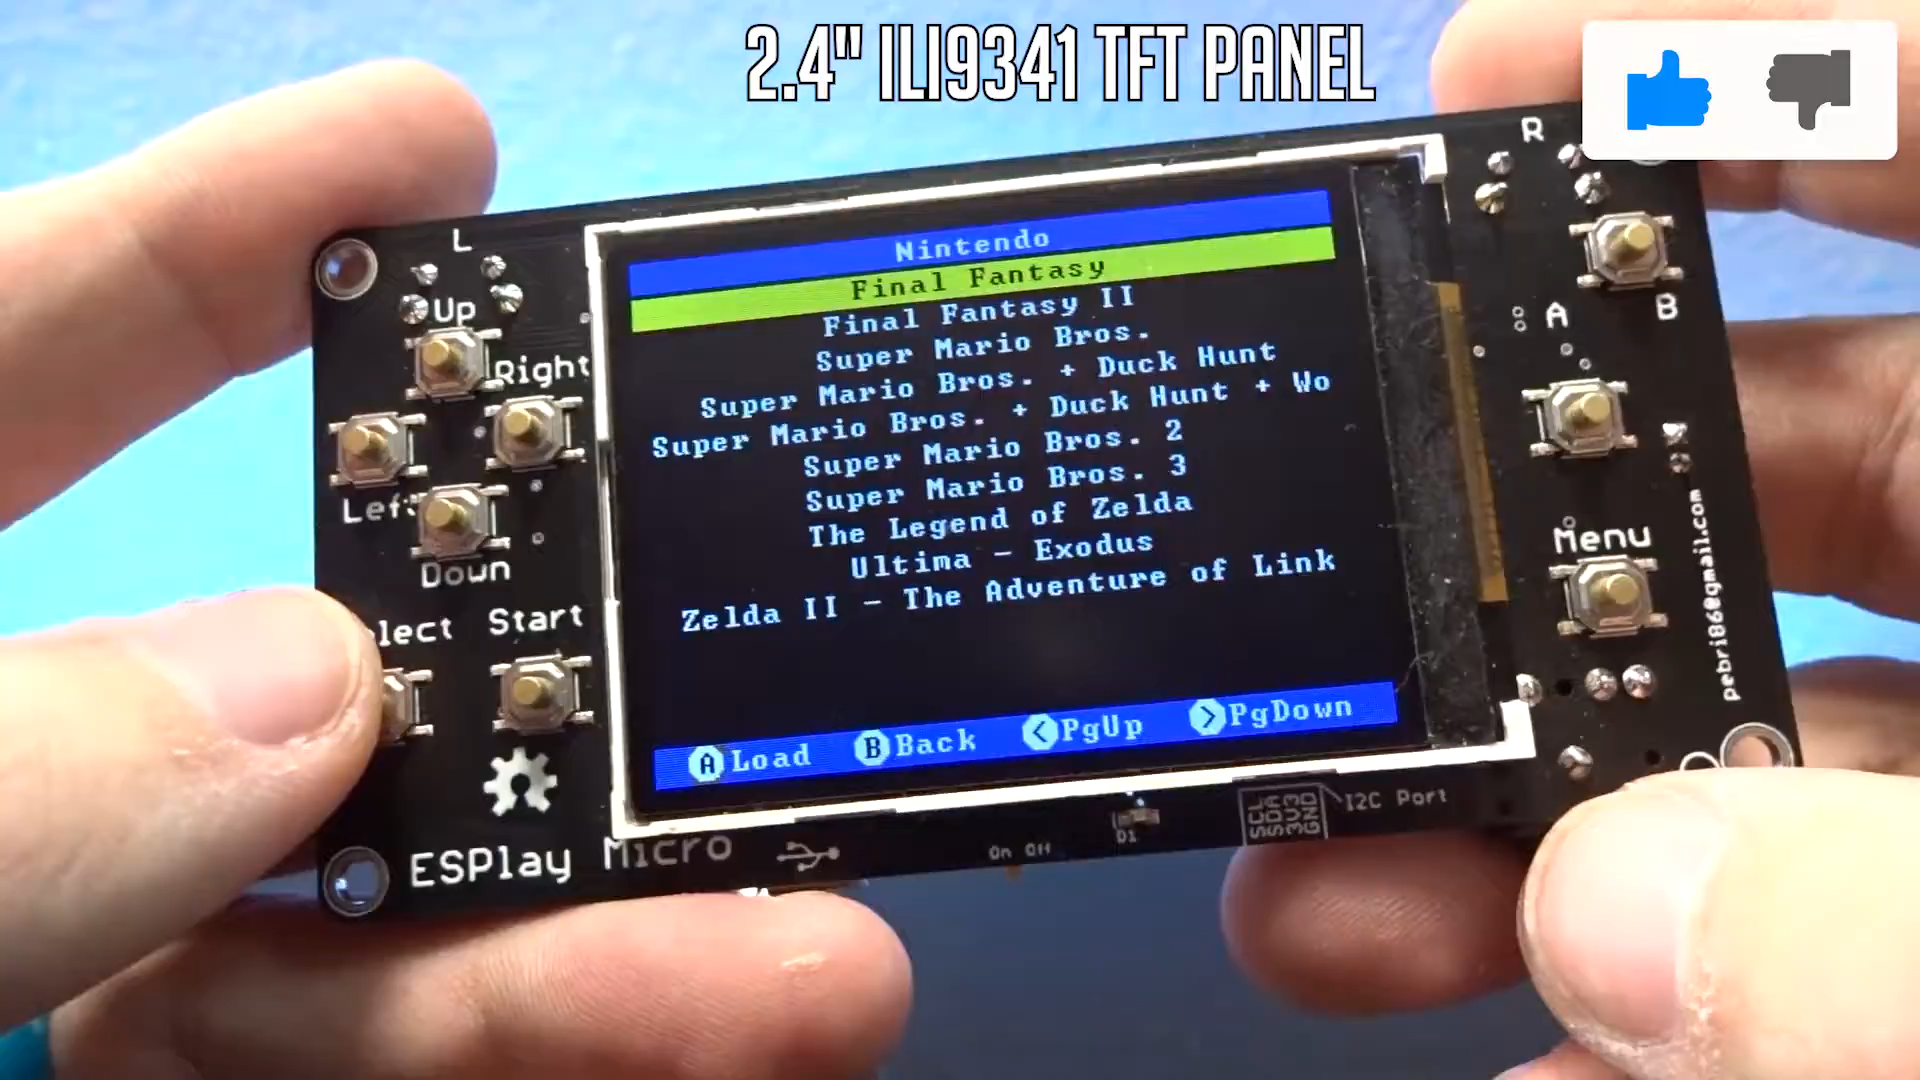 2.4" ILI9341 TFT PANEL
R
L
Up
Right
Left
Down
Start
B
A
Menu
Nintendo
Final Fantasy
Final Fantasy II
Super Mario Bros.
Super Mario Bros. + Duck Hunt
Super Mario Bros. + Duck Hunt + Wo
Super Mario Bros. 2
Super Mario Bros. 3
The Legend of Zelda
Ultima - Exodus
Zelda II - The Adventure of Link
A Load B Back < PgUp > PgDown
ESPlay Micro
On Off
D1
SCL
SDA
3V3
GND
I2C Port
pebri86@gmail.com